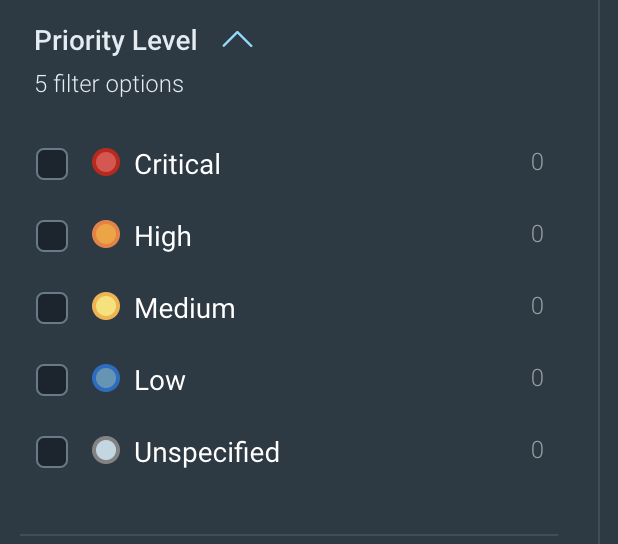 Priority Level
5 filter options
Critical 0
High 0
Medium 0
Low 0
Unspecified 0